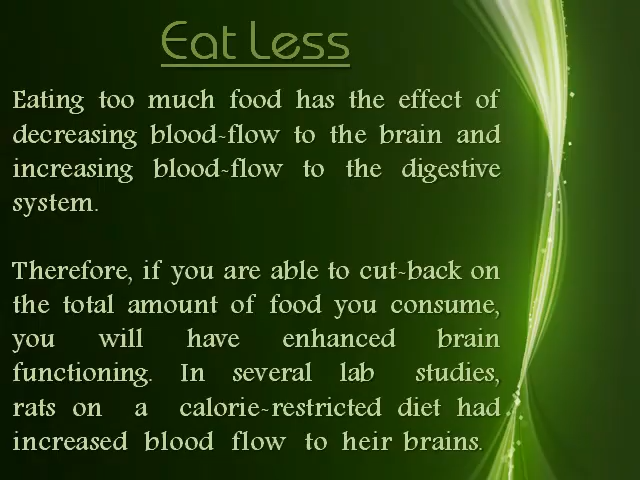 Eat Less
Eating too much food has the effect of
decreasing blood-flow to the brain and
increasing blood-flow to the digestive
system.
Therefore, if you are able to cut-back on
the total amount of food you consume,
you will have enhanced brain
functioning. In several lab studies,
rats on a calorie-restricted diet had
increased blood flow to heir brains.